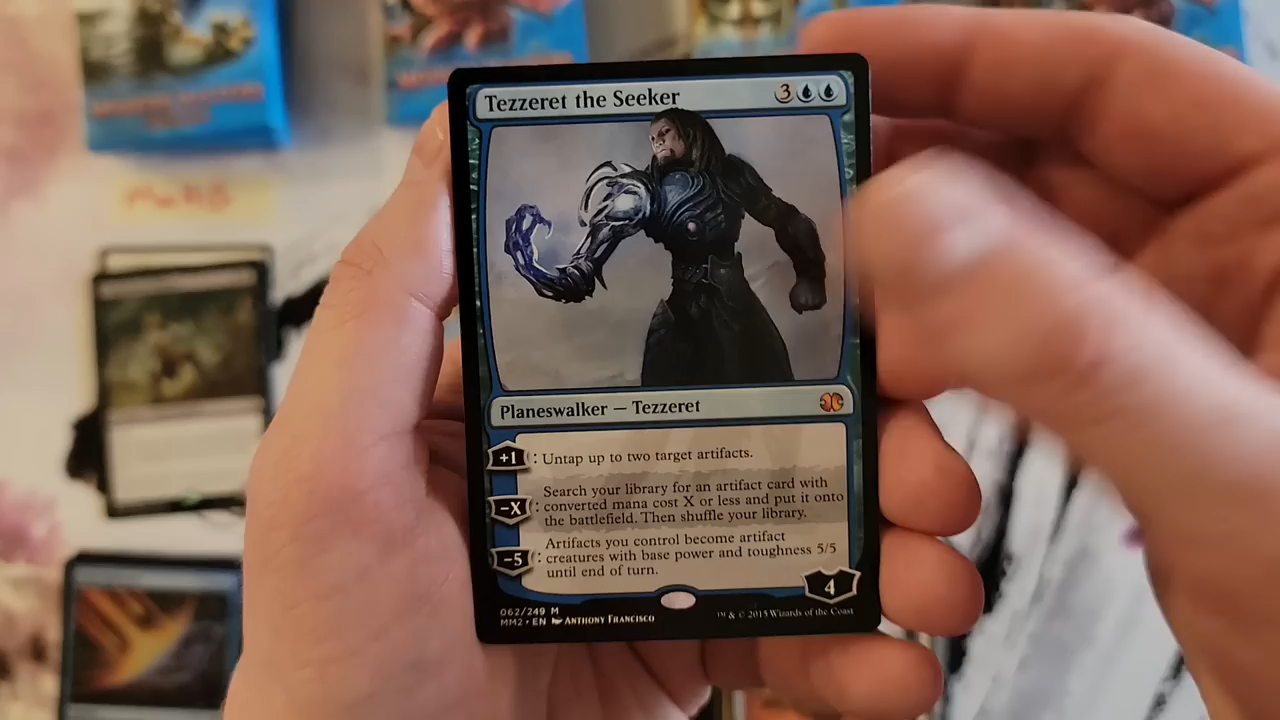 Tezzeret the Seeker 3
Planeswalker — Tezzeret
+1 : Untap up to two target artifacts.
Search your library for an artifact card with
-X : converted mana cost X or less and put it onto
the battlefield. Then shuffle your library.
Artifacts you control become artifact
-5 : creatures with base power and toughness 5/5
until end of turn.
4
062/249 M
MM2 • EN Anthony Francisco
™ & © 2015 Wizards of the Coast